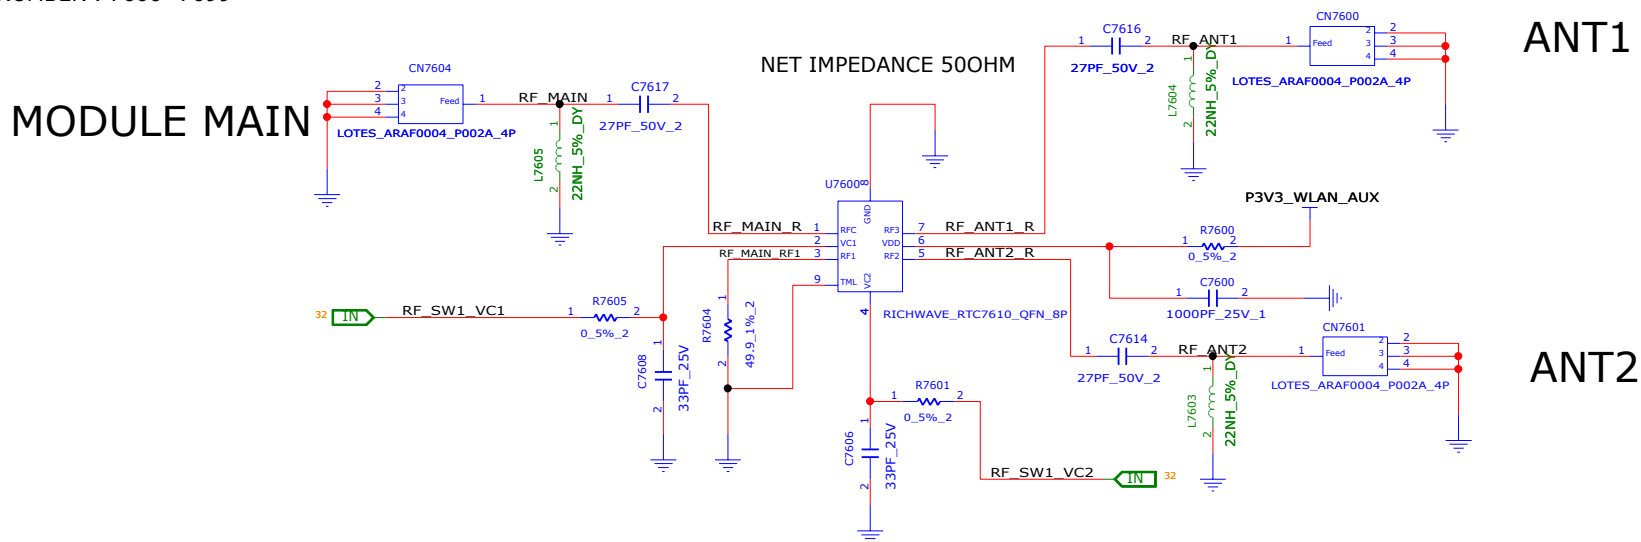 C7616
CN7600
ANT1
1
2
RF_ANT1
1
Feed
2
3
4
2
3
4
27PF_50V_2
LOTES_ARAF0004_P002A_4P
1
L7604
2
22NH_5%_DY
NET IMPEDANCE 50OHM
CN7604
MODULE MAIN
2
3
4
2
3
4
Feed
1
RF_MAIN
C7617
1
2
LOTES_ARAF0004_P002A_4P
27PF_50V_2
1
L7605
2
22NH_5%_DY
U7600
8
GND
RF_MAIN_R
1
RFC
2
VC1
RF_MAIN_RF1
3
RF1
9
TML
VC2
4
RF3
7
RF_ANT1_R
VDD
6
RF2
5
RF_ANT2_R
RICHWAVE_RTC7610_QFN_8P
P3V3_WLAN_AUX
R7600
1
2
0_5%_2
C7600
1
2
1000PF_25V_1
32
IN
RF_SW1_VC1
R7605
1
2
0_5%_2
1
C7608
2
33PF_25V
1
R7604
2
49.9_1%_2
C7614
1
2
27PF_50V_2
RF_ANT2
1
L7603
2
22NH_5%_DY
CN7601
1
Feed
2
3
4
2
3
4
LOTES_ARAF0004_P002A_4P
ANT2
R7601
1
2
0_5%_2
1
C7606
2
33PF_25V
RF_SW1_VC2
IN
32